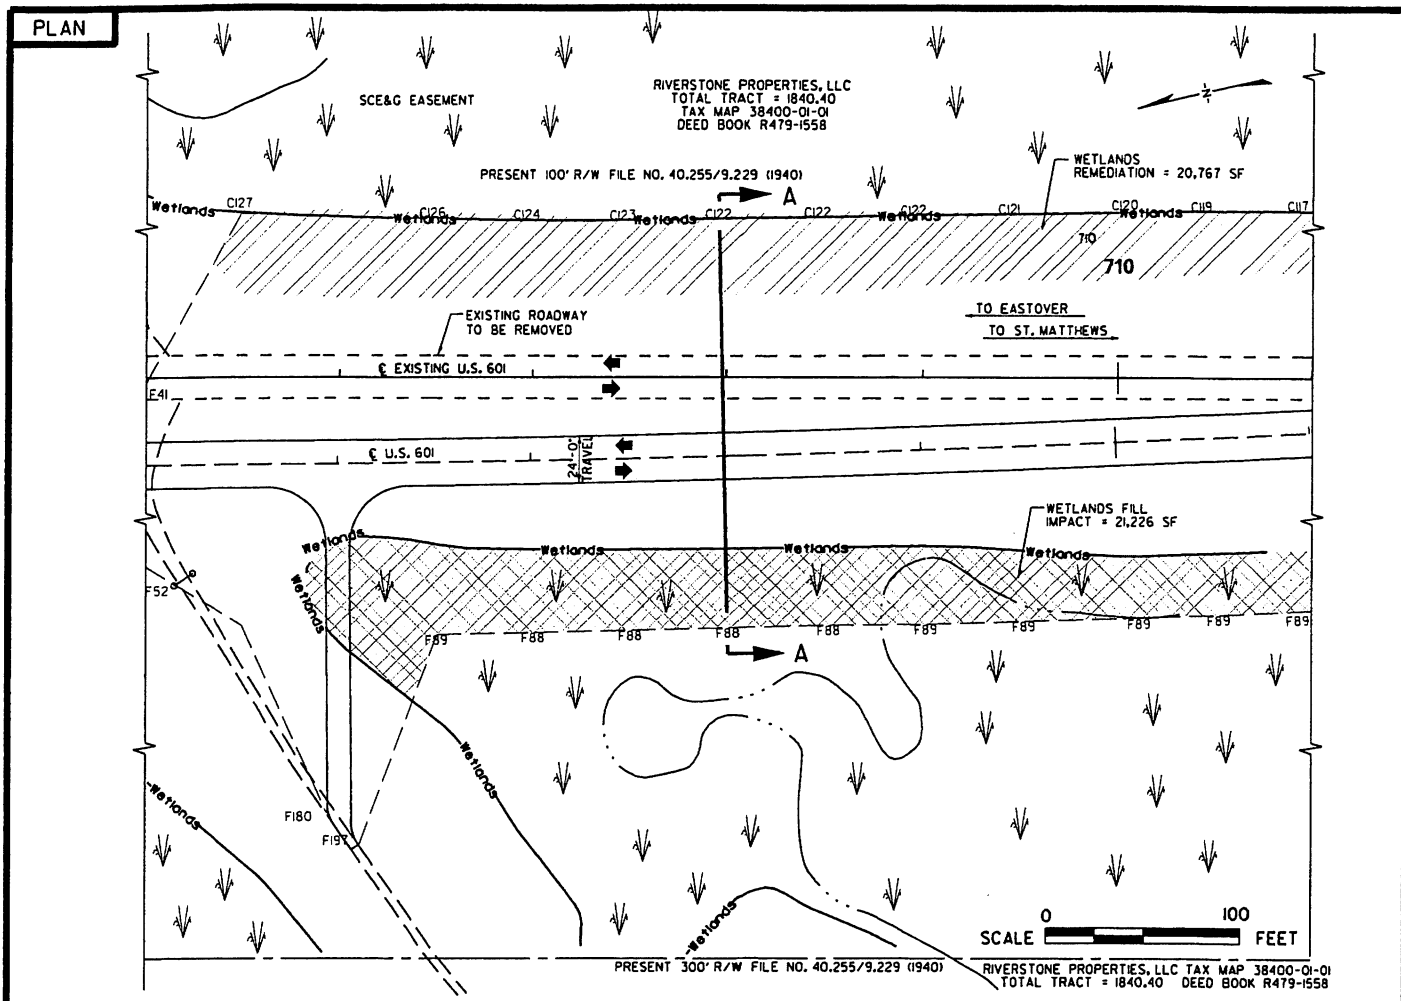 PLAN
SCE&G EASEMENT
RIVERSTONE PROPERTIES, LLC
TOTAL TRACT = 1840.40
TAX MAP 38400-01-01
DEED BOOK R479-1558
N
WETLANDS
REMEDIATION = 20,767 SF
PRESENT 100' R/W FILE NO. 40.255/9.229 (1940)
A
Wetlands C127 C126 Wetlands C124 C123 Wetlands C122 C122 C122 Wetlands C121 C120 Wetlands C119 C117
710
710
EXISTING ROADWAY
TO BE REMOVED
TO EASTOVER
TO ST. MATTHEWS
℄ EXISTING U.S. 601
F41
℄ U.S. 601
24'-0"
TRAVEL
WETLANDS FILL
IMPACT = 21,226 SF
Wetlands Wetlands Wetlands Wetlands
F52
Wetlands
F89 F88 F88 F88 F88 F89 F89 F89 F89 F89
A
Wetlands
-Wetlands
F180
F197
-Wetlands
0 100
SCALE FEET
PRESENT 300' R/W FILE NO. 40.255/9.229 (1940)
RIVERSTONE PROPERTIES, LLC TAX MAP 38400-01-01
TOTAL TRACT = 1840.40 DEED BOOK R479-1558